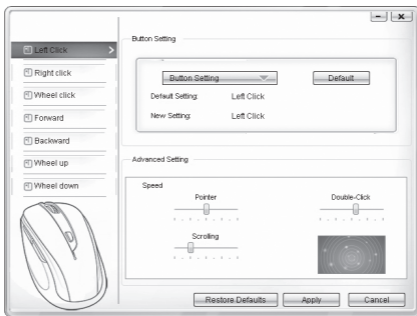 Left Click
Right click
Wheel click
Forward
Backward
Wheel up
Wheel down
Button Setting
Button Setting
Default
Default Setting: Left Click
New Setting: Left Click
Advanced Setting
Speed
Pointer
Double-Click
Scrolling
Restore Defaults
Apply
Cancel